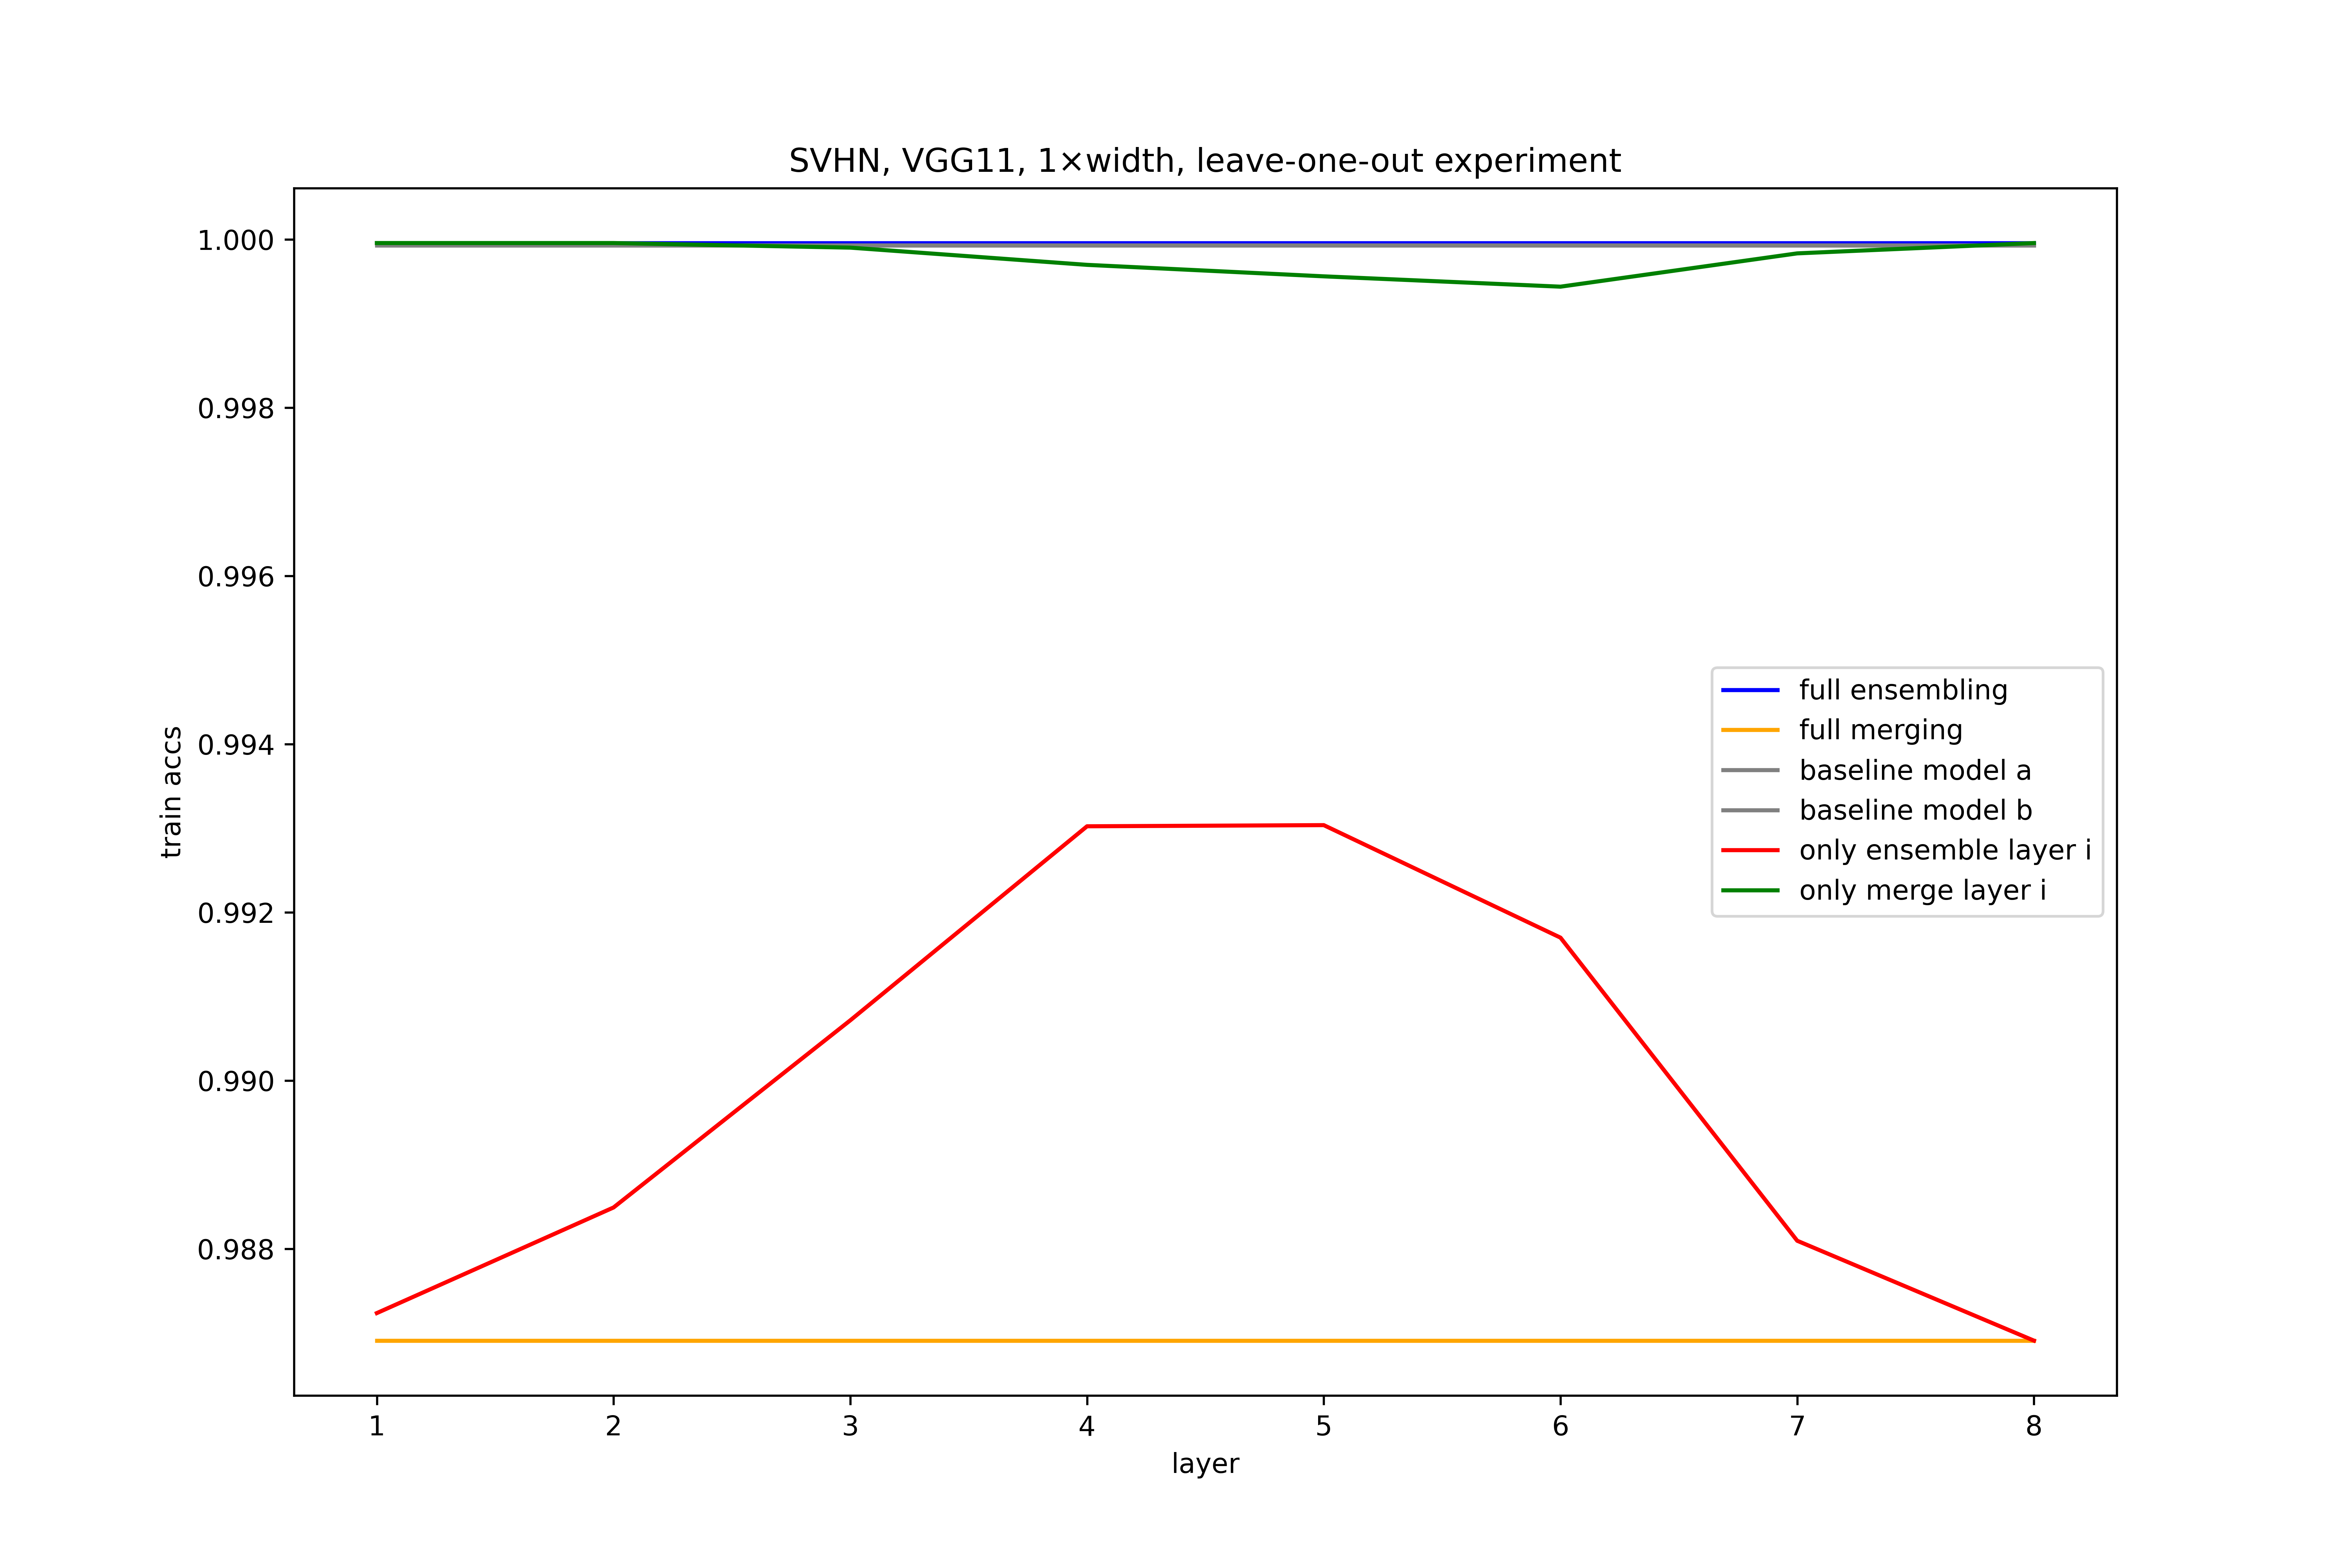 SVHN, VGG11, 1×width, leave-one-out experiment
1.000
0.998
0.996
0.994
0.992
0.990
0.988
train accs
full ensembling
full merging
baseline model a
baseline model b
only ensemble layer i
only merge layer i
1 2 3 4 5 6 7 8
layer